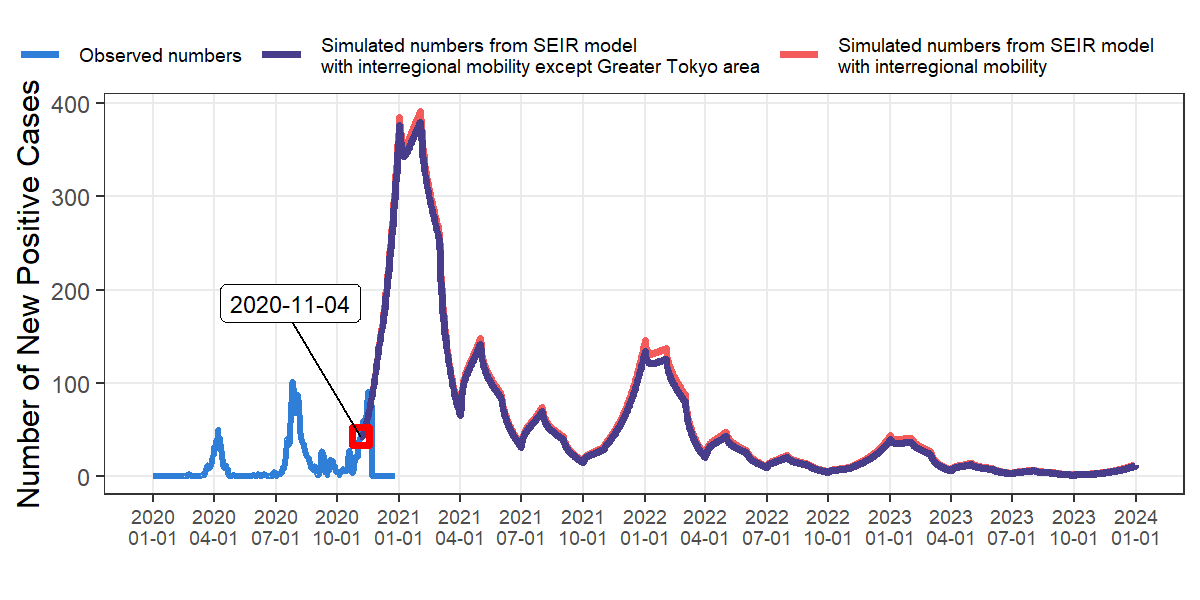 Observed numbers
Simulated numbers from SEIR model
with interregional mobility except Greater Tokyo area
Simulated numbers from SEIR model
with interregional mobility
Number of New Positive Cases
400
300
200
100
0
2020-11-04
2020 2020 2020 2020 2021 2021 2021 2021 2022 2022 2022 2022 2023 2023 2023 2023 2024
01-01 04-01 07-01 10-01 01-01 04-01 07-01 10-01 01-01 04-01 07-01 10-01 01-01 04-01 07-01 10-01 01-01